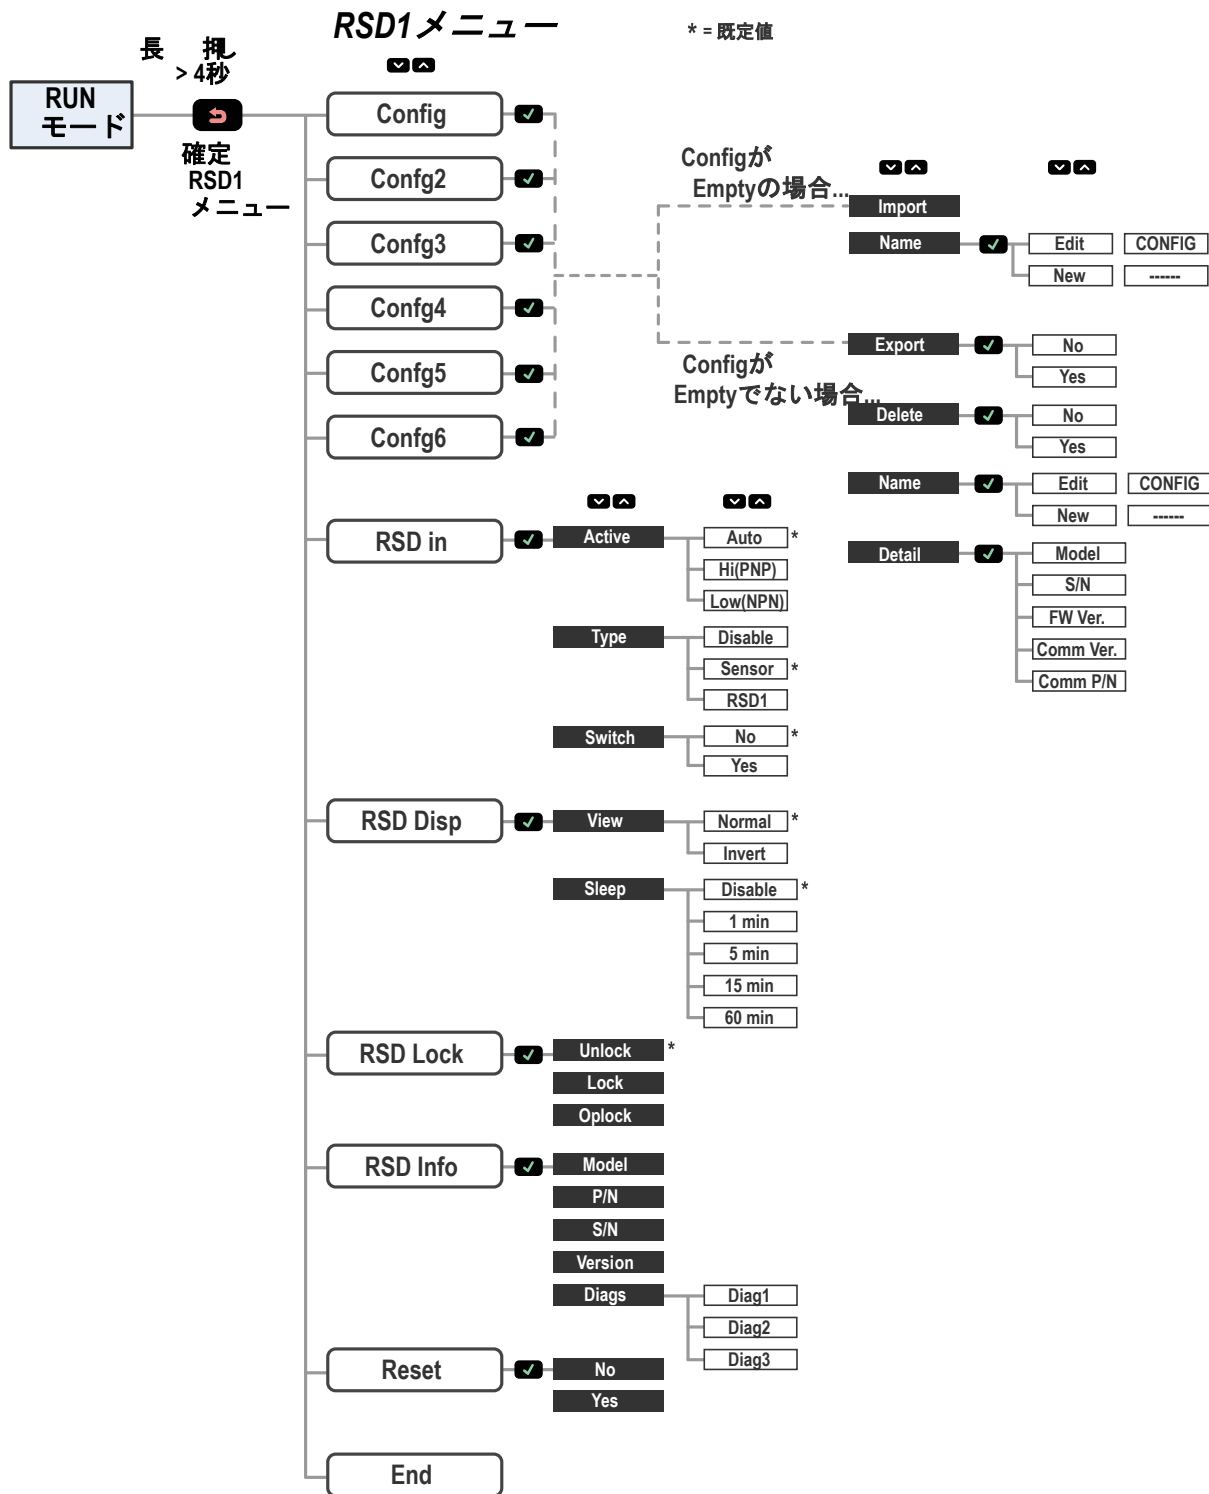 RSD1メニュー
* = 既定値
長 押し
> 4秒
RUN
モード
確定
RSD1
メニュー
Config
Confg2
Confg3
Confg4
Confg5
Confg6
Configが
Emptyの場合...
Import
Name
Edit
CONFIG
New
------
Configが
Emptyでない場合...
Export
No
Yes
Delete
No
Yes
Name
Edit
CONFIG
New
------
Detail
Model
S/N
FW Ver.
Comm Ver.
Comm P/N
RSD in
Active
Auto *
Hi(PNP)
Low(NPN)
Type
Disable
Sensor *
RSD1
Switch
No *
Yes
RSD Disp
View
Normal *
Invert
Sleep
Disable *
1 min
5 min
15 min
60 min
RSD Lock
Unlock *
Lock
Oplock
RSD Info
Model
P/N
S/N
Version
Diags
Diag1
Diag2
Diag3
Reset
No
Yes
End